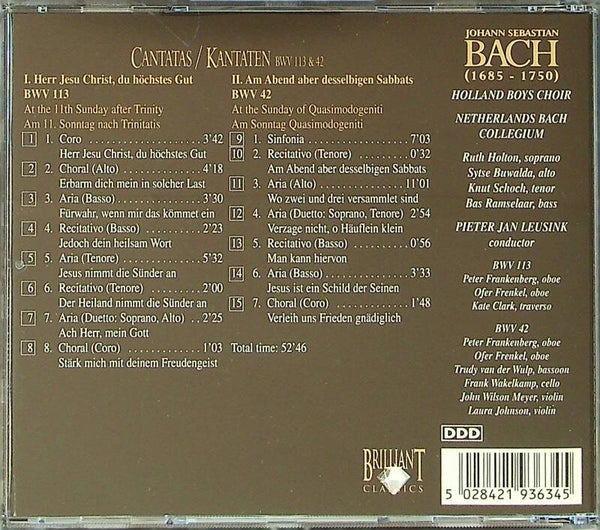 CANTATAS / KANTATEN BWV 113 & 42
I. Herr Jesu Christ, du höchstes Gut
BWV 113
At the 11th Sunday after Trinity
Am 11. Sonntag nach Trinitatis
1 1. Coro 3'42
Herr Jesu Christ, du höchstes Gut
2 2. Choral (Alto) 4'18
Erbarm dich mein in solcher Last
3 3. Aria (Basso) 3'30
Fürwahr, wenn mir das kömmet ein
4 4. Recitativo (Basso) 2'23
Jedoch dein heilsam Wort
5 5. Aria (Tenore) 5'32
Jesus nimmt die Sünder an
6 6. Recitativo (Tenore) 2'00
Der Heiland nimmt die Sünder an
7 7. Aria (Duetto: Soprano, Alto) 2'25
Ach Herr, mein Gott
8 8. Choral (Coro) 1'03
Stärk mich mit deinem Freudengeist
II. Am Abend aber desselbigen Sabbats
BWV 42
At the Sunday of Quasimodogeniti
Am Sonntag Quasimodogeniti
9 1. Sinfonia 7'03
10 2. Recitativo (Tenore) 0'32
Am Abend aber desselbigen Sabbats
11 3. Aria (Alto) 11'01
Wo zwei und drei versammlet sind
12 4. Aria (Duetto: Soprano, Tenore) 2'54
Verzage nicht, o Häuflein klein
13 5. Recitativo (Basso) 0'56
Man kann hiervon
14 6. Aria (Basso) 3'33
Jesus ist ein Schild der Seinen
15 7. Choral (Coro) 1'48
Verleih uns Frieden gnädiglich
Total time: 52'46
JOHANN SEBASTIAN
BACH
(1685 - 1750)
HOLLAND BOYS CHOIR
NETHERLANDS BACH
COLLEGIUM
Ruth Holton, soprano
Sytse Buwalda, alto
Knut Schoch, tenor
Bas Ramselaar, bass
PIETER JAN LEUSINK
conductor
BWV 113
Peter Frankenberg, oboe
Ofer Frenkel, oboe
Kate Clark, traverso
BWV 42
Peter Frankenberg, oboe
Ofer Frenkel, oboe
Trudy van der Wulp, bassoon
Frank Wakelkamp, cello
John Wilson Meyer, violin
Laura Johnson, violin
DDD
BRILLIANT
CLASSICS
5 028421 936345